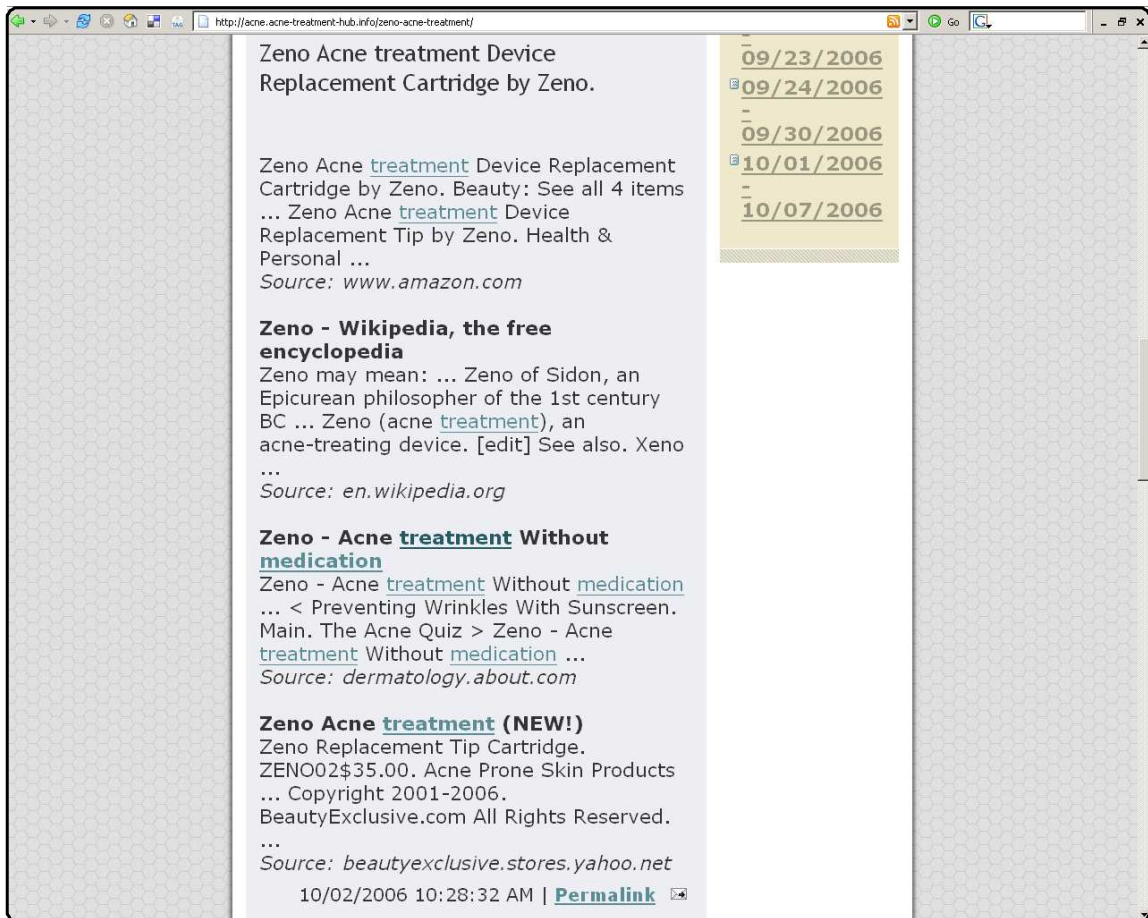 http://acne.acne-treatment-hub.info/zeno-acne-treatment/
Go
TAG
Zeno Acne treatment Device
Replacement Cartridge by Zeno.
Zeno Acne treatment Device Replacement
Cartridge by Zeno. Beauty: See all 4 items
... Zeno Acne treatment Device
Replacement Tip by Zeno. Health &
Personal ...
Source: www.amazon.com
Zeno - Wikipedia, the free
encyclopedia
Zeno may mean: ... Zeno of Sidon, an
Epicurean philosopher of the 1st century
BC ... Zeno (acne treatment), an
acne-treating device. [edit] See also. Xeno
...
Source: en.wikipedia.org
Zeno - Acne treatment Without
medication
Zeno - Acne treatment Without medication
... < Preventing Wrinkles With Sunscreen.
Main. The Acne Quiz > Zeno - Acne
treatment Without medication ...
Source: dermatology.about.com
Zeno Acne treatment (NEW!)
Zeno Replacement Tip Cartridge.
ZENO02$35.00. Acne Prone Skin Products
... Copyright 2001-2006.
BeautyExclusive.com All Rights Reserved.
...
Source: beautyexclusive.stores.yahoo.net
10/02/2006 10:28:32 AM | Permalink
-
09/23/2006
09/24/2006
-
09/30/2006
10/01/2006
-
10/07/2006